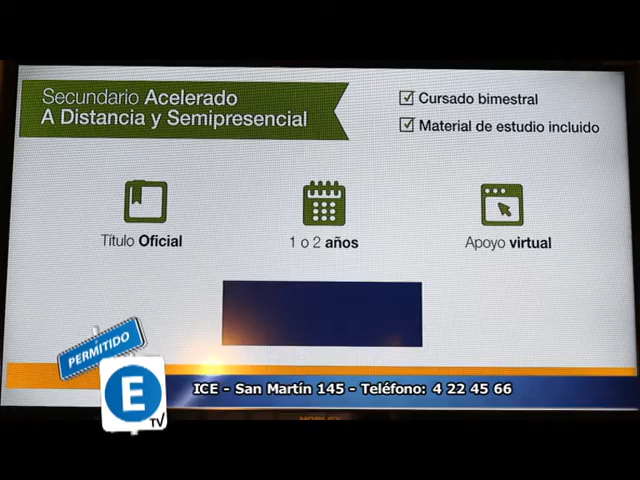 Secundario Acelerado
A Distancia y Semipresencial
Cursado bimestral
Material de estudio incluido
Título Oficial
1 o 2 años
Apoyo virtual
PERMITIDO
E
TV
ICE - San Martín 145 - Teléfono: 4 22 45 66